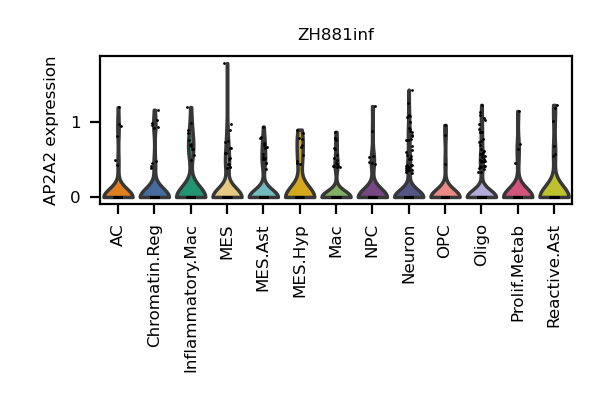 ZH881inf
AP2A2 expression
1
0
AC
Chromatin.Reg
Inflammatory.Mac
MES
MES.Ast
MES.Hyp
Mac
NPC
Neuron
OPC
Oligo
Prolif.Metab
Reactive.Ast